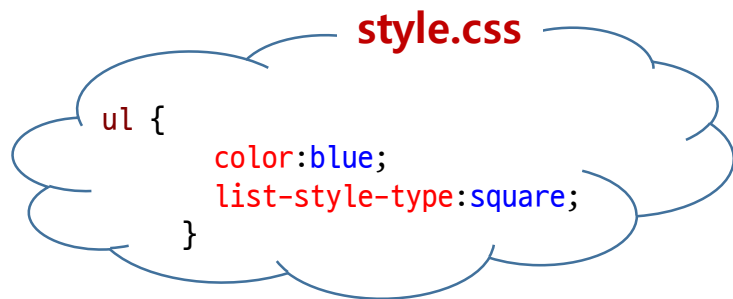 style.css
ul {
color:blue;
list-style-type:square;
}